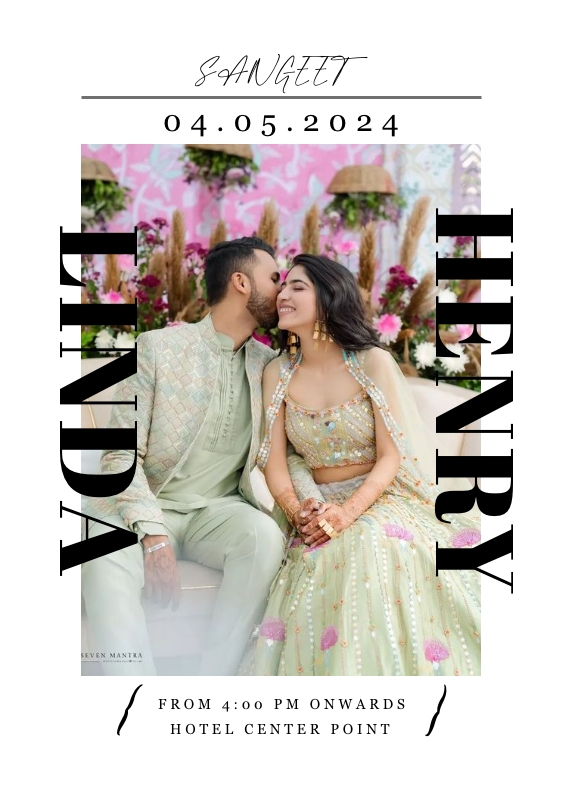 SANGEET
04.05.2024
LINDA
HENRY
SEVEN MANTRA
FROM 4:00 PM ONWARDS
HOTEL CENTER POINT